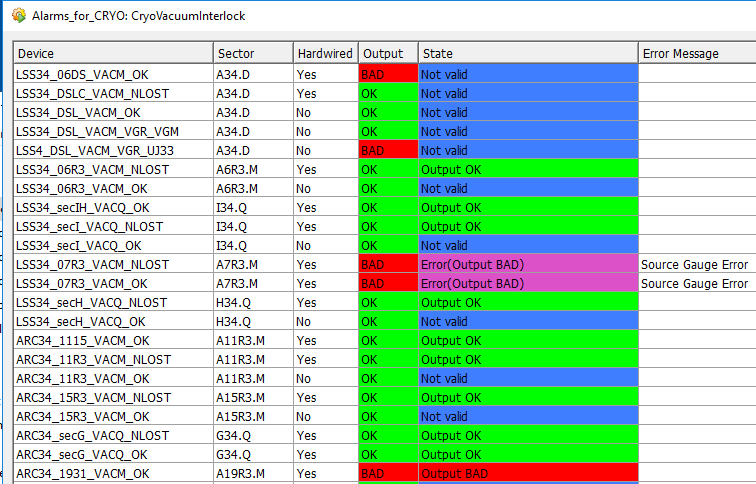 Alarms_for_CRYO: CryoVacuumInterlock
Device Sector Hardwired Output State Error Message
LSS34_06DS_VACM_OK A34.D Yes BAD Not valid
LSS34_DSLC_VACM_NLOST A34.D Yes OK Not valid
LSS34_DSL_VACM_OK A34.D No OK Not valid
LSS34_DSL_VACM_VGR_VGM A34.D No OK Not valid
LSS4_DSL_VACM_VGR_UJ33 A34.D No BAD Not valid
LSS34_06R3_VACM_NLOST A6R3.M Yes OK Output OK
LSS34_06R3_VACM_OK A6R3.M No OK Not valid
LSS34_secIH_VACQ_OK I34.Q Yes OK Output OK
LSS34_secI_VACQ_NLOST I34.Q Yes OK Output OK
LSS34_secI_VACQ_OK I34.Q No OK Not valid
LSS34_07R3_VACM_NLOST A7R3.M Yes BAD Error(Output BAD) Source Gauge Error
LSS34_07R3_VACM_OK A7R3.M Yes BAD Error(Output BAD) Source Gauge Error
LSS34_secH_VACQ_NLOST H34.Q Yes OK Output OK
LSS34_secH_VACQ_OK H34.Q No OK Not valid
ARC34_1115_VACM_OK A11R3.M Yes OK Output OK
ARC34_11R3_VACM_NLOST A11R3.M Yes OK Output OK
ARC34_11R3_VACM_OK A11R3.M No OK Not valid
ARC34_15R3_VACM_NLOST A15R3.M Yes OK Output OK
ARC34_15R3_VACM_OK A15R3.M No OK Not valid
ARC34_secG_VACQ_NLOST G34.Q Yes OK Output OK
ARC34_secG_VACQ_OK G34.Q Yes OK Output OK
ARC34_1931_VACM_OK A19R3.M Yes BAD Output BAD